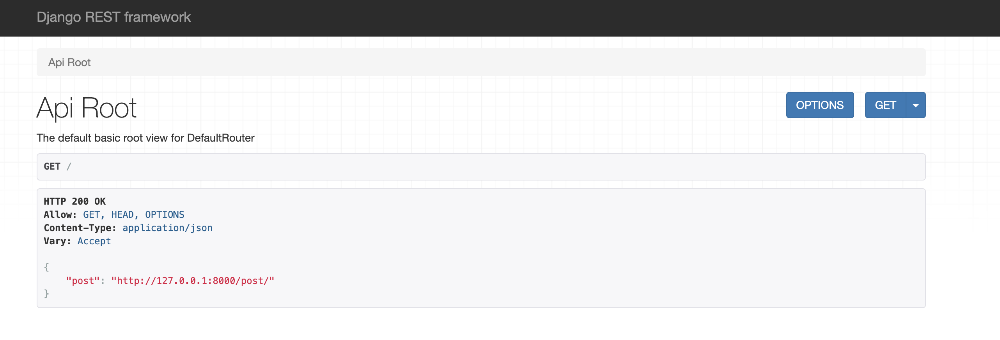 Django REST framework
Api Root
Api Root
OPTIONS
GET
The default basic root view for DefaultRouter
GET /
HTTP 200 OK
Allow: GET, HEAD, OPTIONS
Content-Type: application/json
Vary: Accept
{
    "post": "http://127.0.0.1:8000/post/"
}